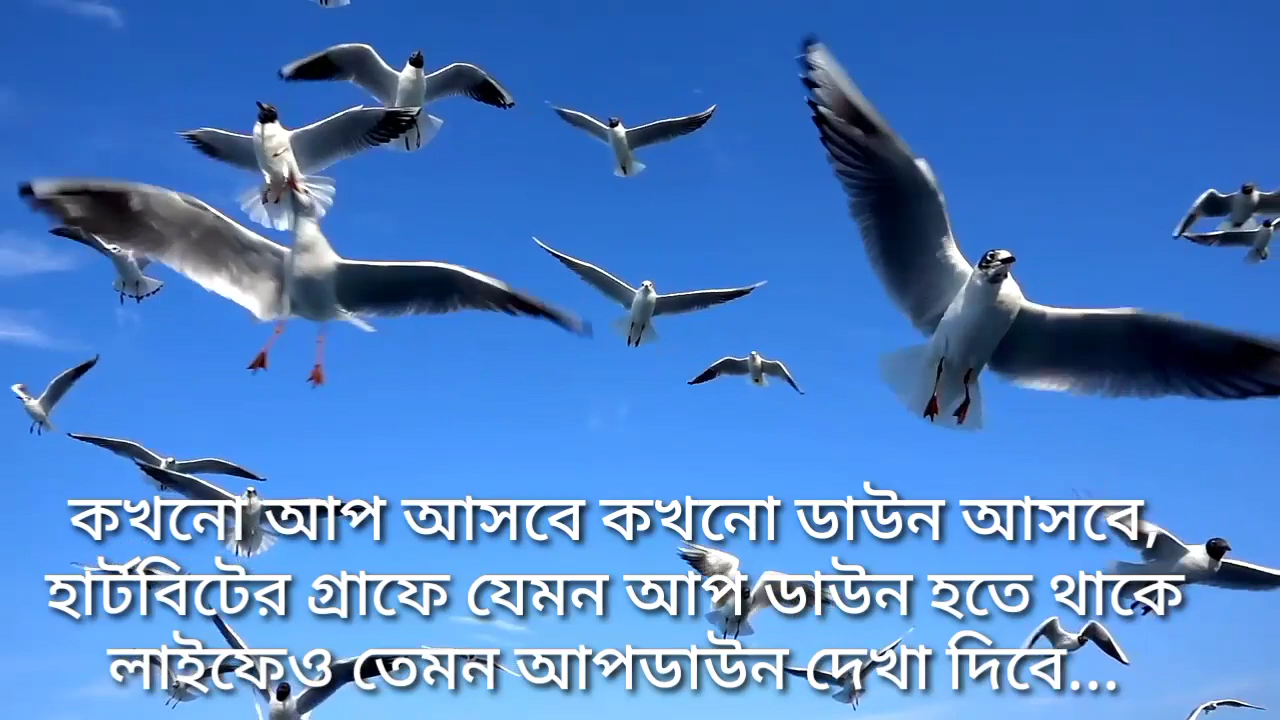 কখনো আপ আসবে কখনো ডাউন আসবে,
হার্টবিটের গ্রাফে যেমন আপ ডাউন হতে থাকে
লাইফেও তেমন আপডাউন দেখা দিবে...